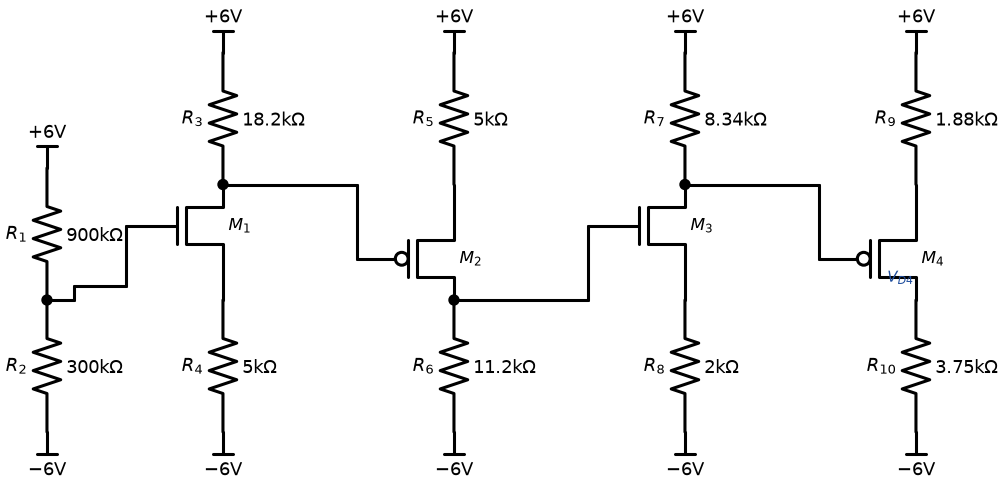 +6V
+6V
+6V
+6V
R3
18.2kΩ
R5
5kΩ
R7
8.34kΩ
R9
1.88kΩ
+6V
R1
900kΩ
M1
M3
M2
M4
VD4
R2
300kΩ
R4
5kΩ
R6
11.2kΩ
R8
2kΩ
R10
3.75kΩ
−6V
−6V
−6V
−6V
−6V